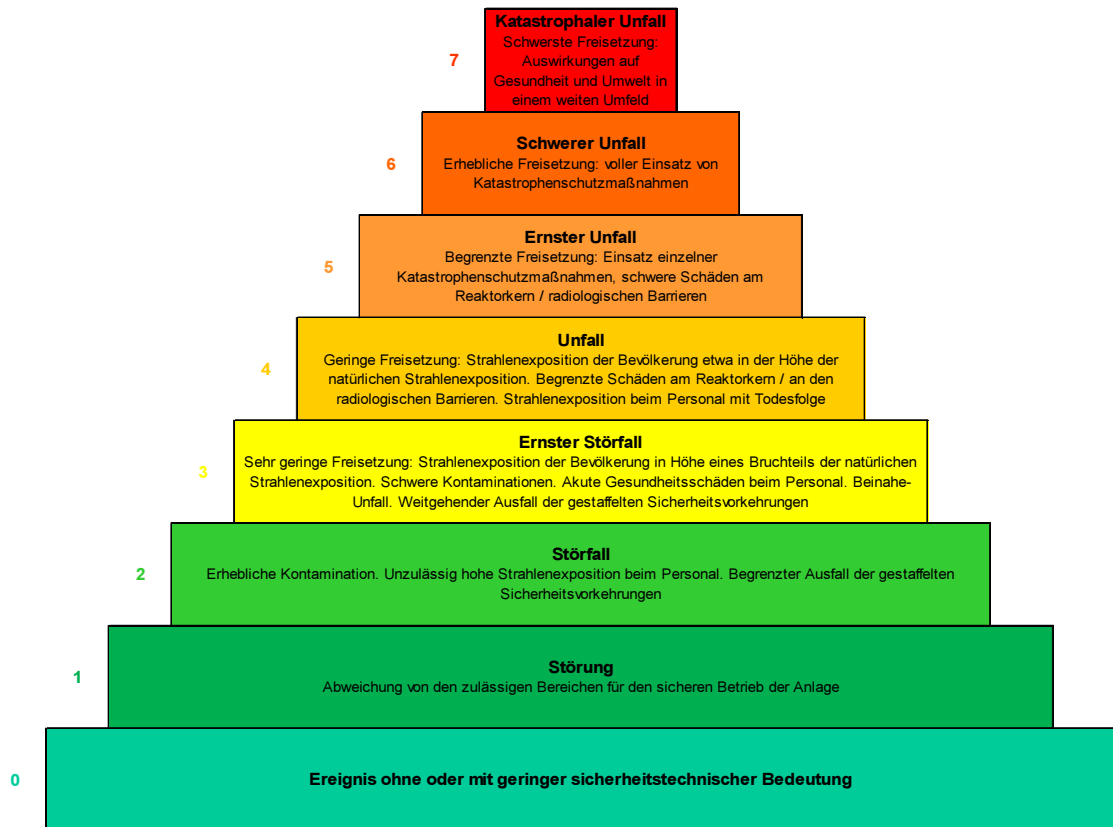 Katastrophaler Unfall
Schwerste Freisetzung:
Auswirkungen auf
Gesundheit und Umwelt in
einem weiten Umfeld
7
Schwerer Unfall
Erhebliche Freisetzung: voller Einsatz von
Katastrophenschutzmaßnahmen
6
Ernster Unfall
Begrenzte Freisetzung: Einsatz einzelner
Katastrophenschutzmaßnahmen, schwere Schäden am
Reaktorkern / radiologischen Barrieren
5
Unfall
Geringe Freisetzung: Strahlenexposition der Bevölkerung etwa in der Höhe der
natürlichen Strahlenexposition. Begrenzte Schäden am Reaktorkern / an den
radiologischen Barrieren. Strahlenexposition beim Personal mit Todesfolge
4
Ernster Störfall
Sehr geringe Freisetzung: Strahlenexposition der Bevölkerung in Höhe eines Bruchteils der natürlichen
Strahlenexposition. Schwere Kontaminationen. Akute Gesundheitsschäden beim Personal. Beinahe-
Unfall. Weitgehender Ausfall der gestaffelten Sicherheitsvorkehrungen
3
Störfall
Erhebliche Kontamination. Unzulässig hohe Strahlenexposition beim Personal. Begrenzter Ausfall der gestaffelten
Sicherheitsvorkehrungen
2
Störung
Abweichung von den zulässigen Bereichen für den sicheren Betrieb der Anlage
1
Ereignis ohne oder mit geringer sicherheitstechnischer Bedeutung
0